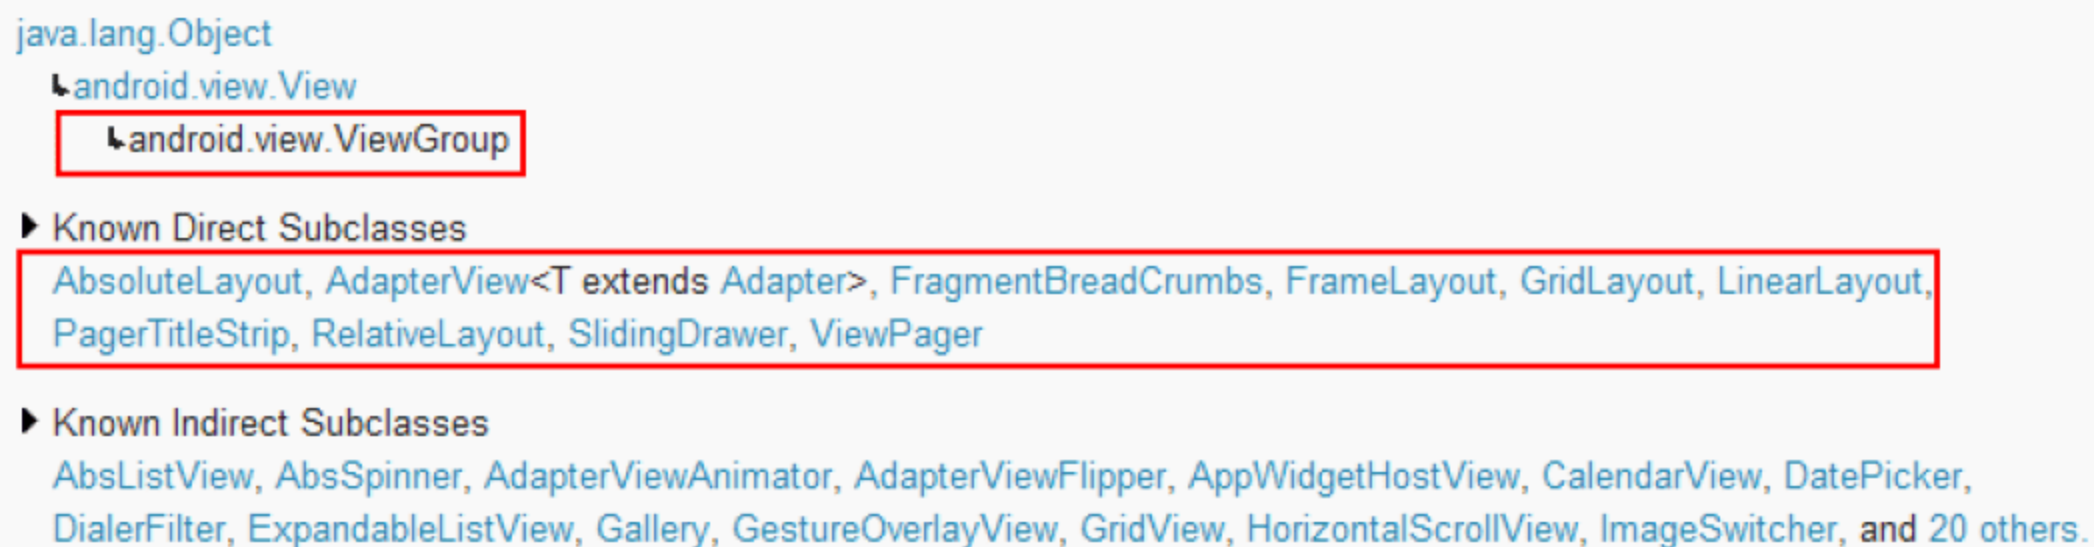 java.lang.Object
↳android.view.View
↳android.view.ViewGroup
Known Direct Subclasses
AbsoluteLayout, AdapterView<T extends Adapter>, FragmentBreadCrumbs, FrameLayout, GridLayout, LinearLayout,
PagerTitleStrip, RelativeLayout, SlidingDrawer, ViewPager
Known Indirect Subclasses
AbsListView, AbsSpinner, AdapterViewAnimator, AdapterViewFlipper, AppWidgetHostView, CalendarView, DatePicker,
DialerFilter, ExpandableListView, Gallery, GestureOverlayView, GridView, HorizontalScrollView, ImageSwitcher, and 20 others.